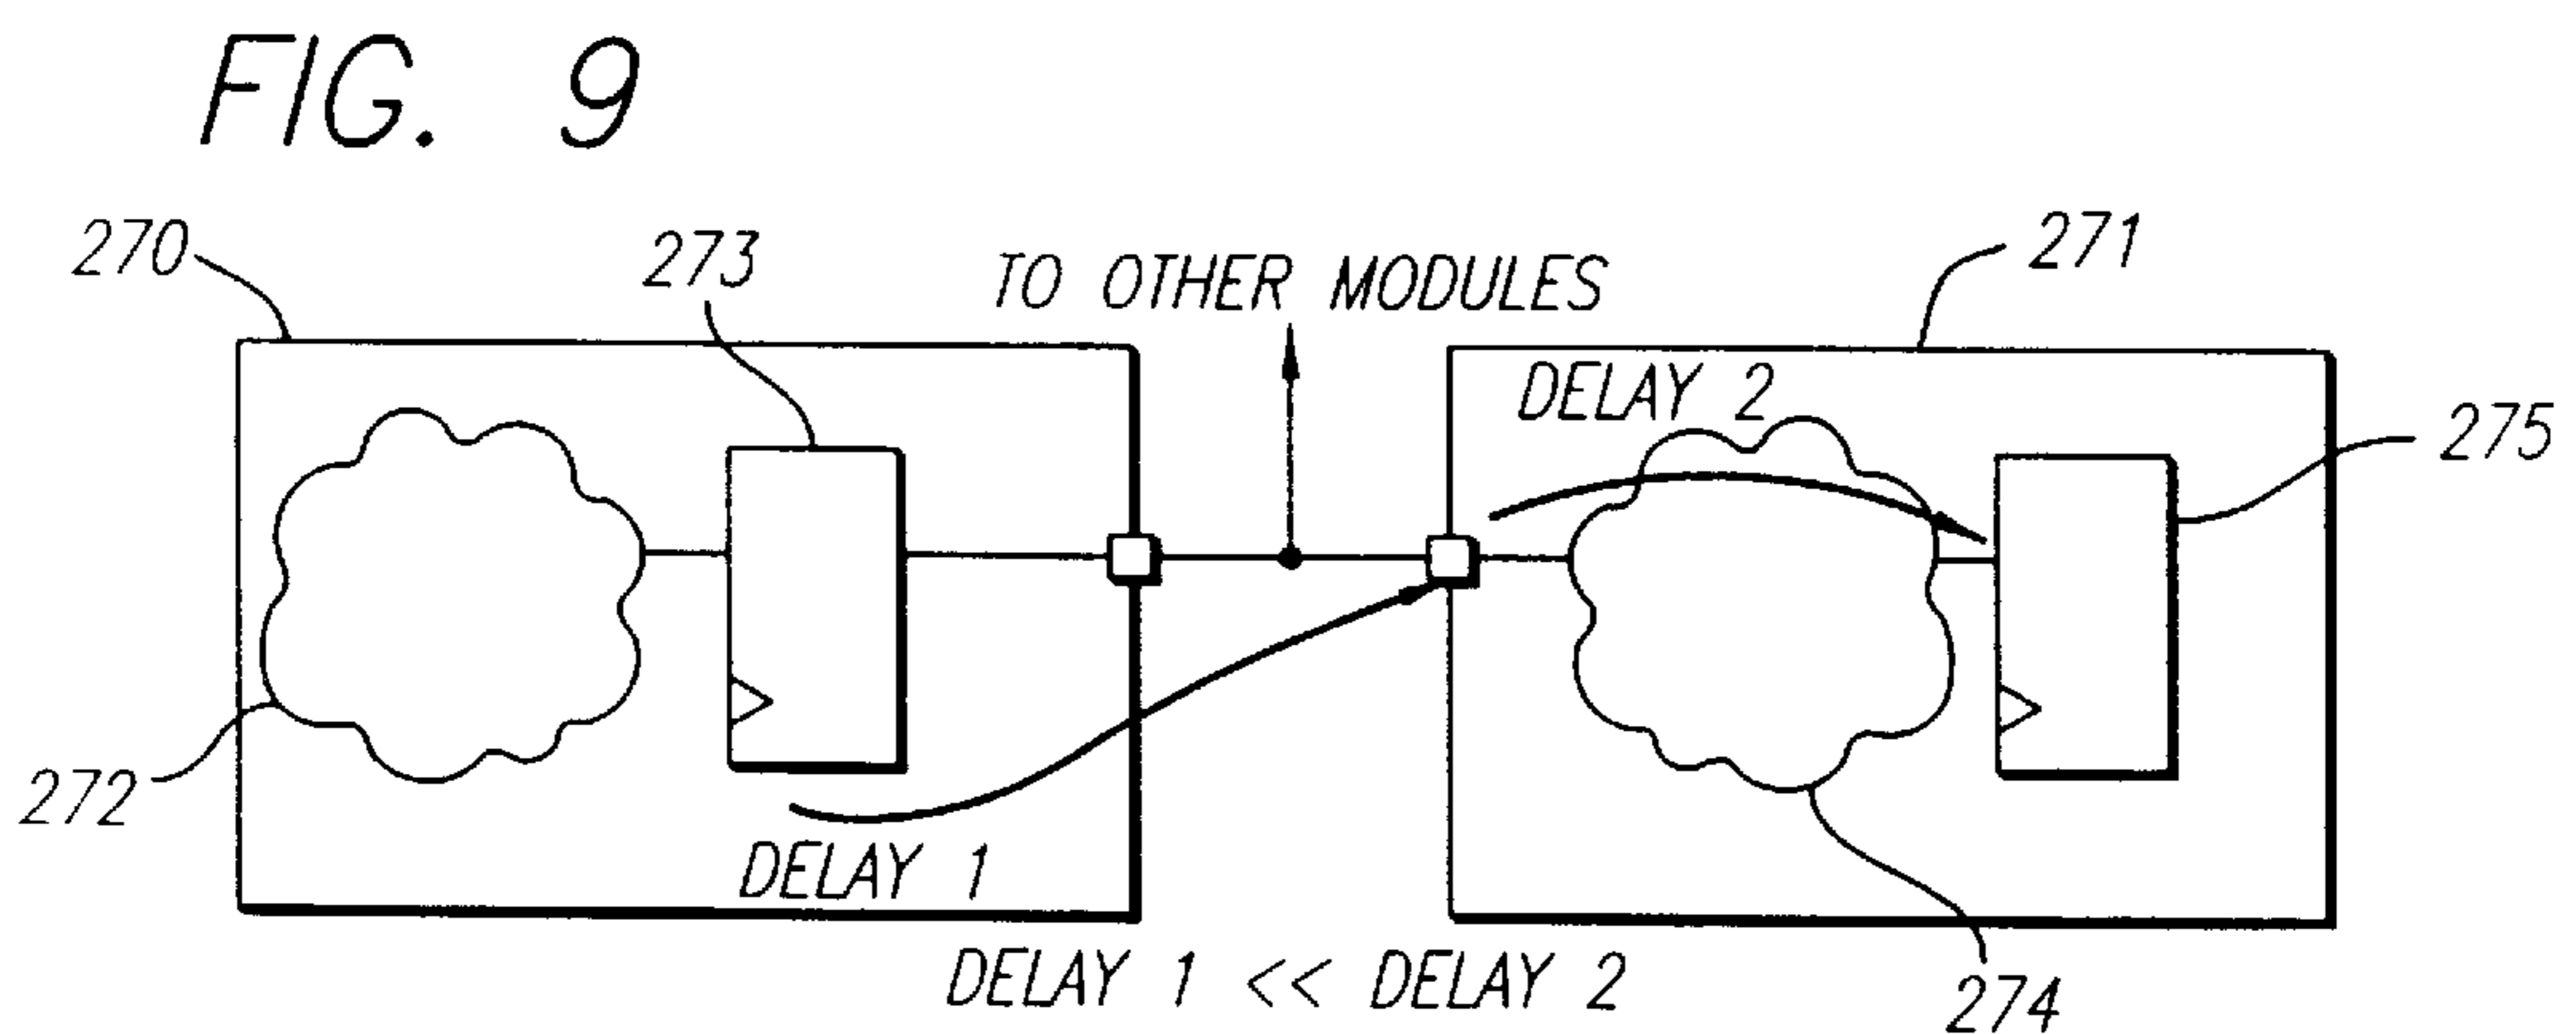 FIG. 9
270
273
TO OTHER MODULES
271
DELAY 2
275
272
DELAY 1
DELAY 1 << DELAY 2
274